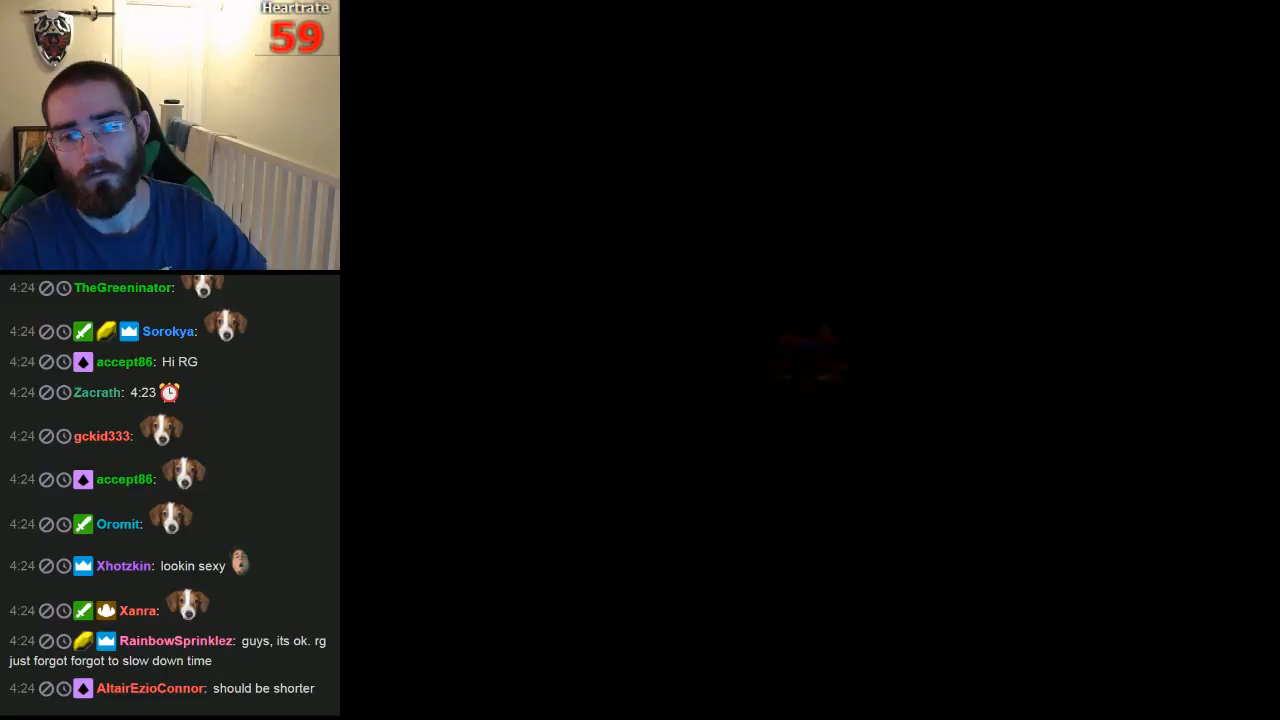 Heartrate
59
4:24 TheGreeninator:
4:24 Sorokya:
4:24 accept86: Hi RG
4:24 Zacrath: 4:23
4:24 gckid333:
4:24 accept86:
4:24 Oromit:
4:24 Xhotzkin: lookin sexy
4:24 Xanra:
4:24 RainbowSprinklez: guys, its ok. rg
just forgot forgot to slow down time
4:24 AltairEzioConnor: should be shorter